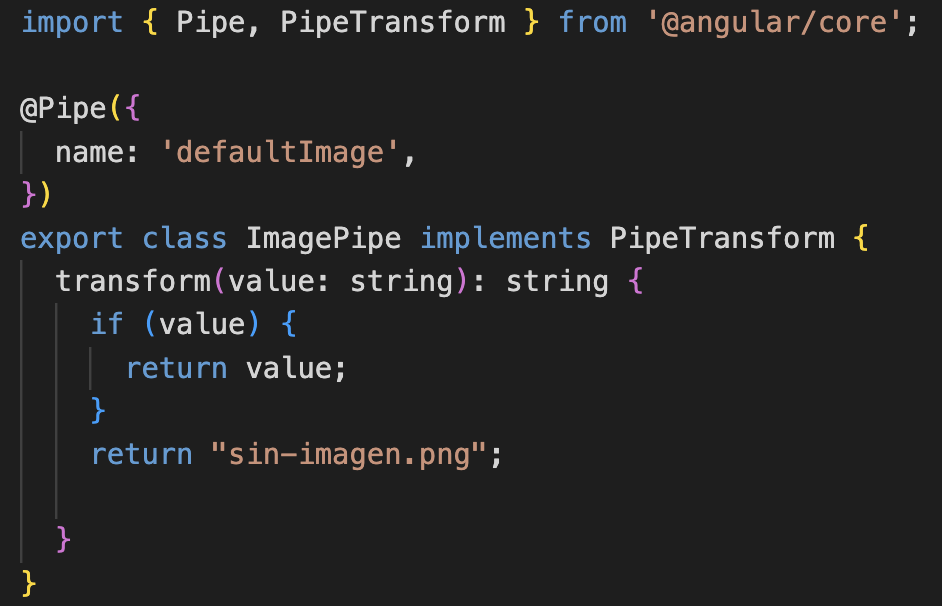 import { Pipe, PipeTransform } from '@angular/core';
@Pipe({
  name: 'defaultImage',
})
export class ImagePipe implements PipeTransform {
  transform(value: string): string {
    if (value) {
      return value;
    }
    return "sin-imagen.png";
  }
}